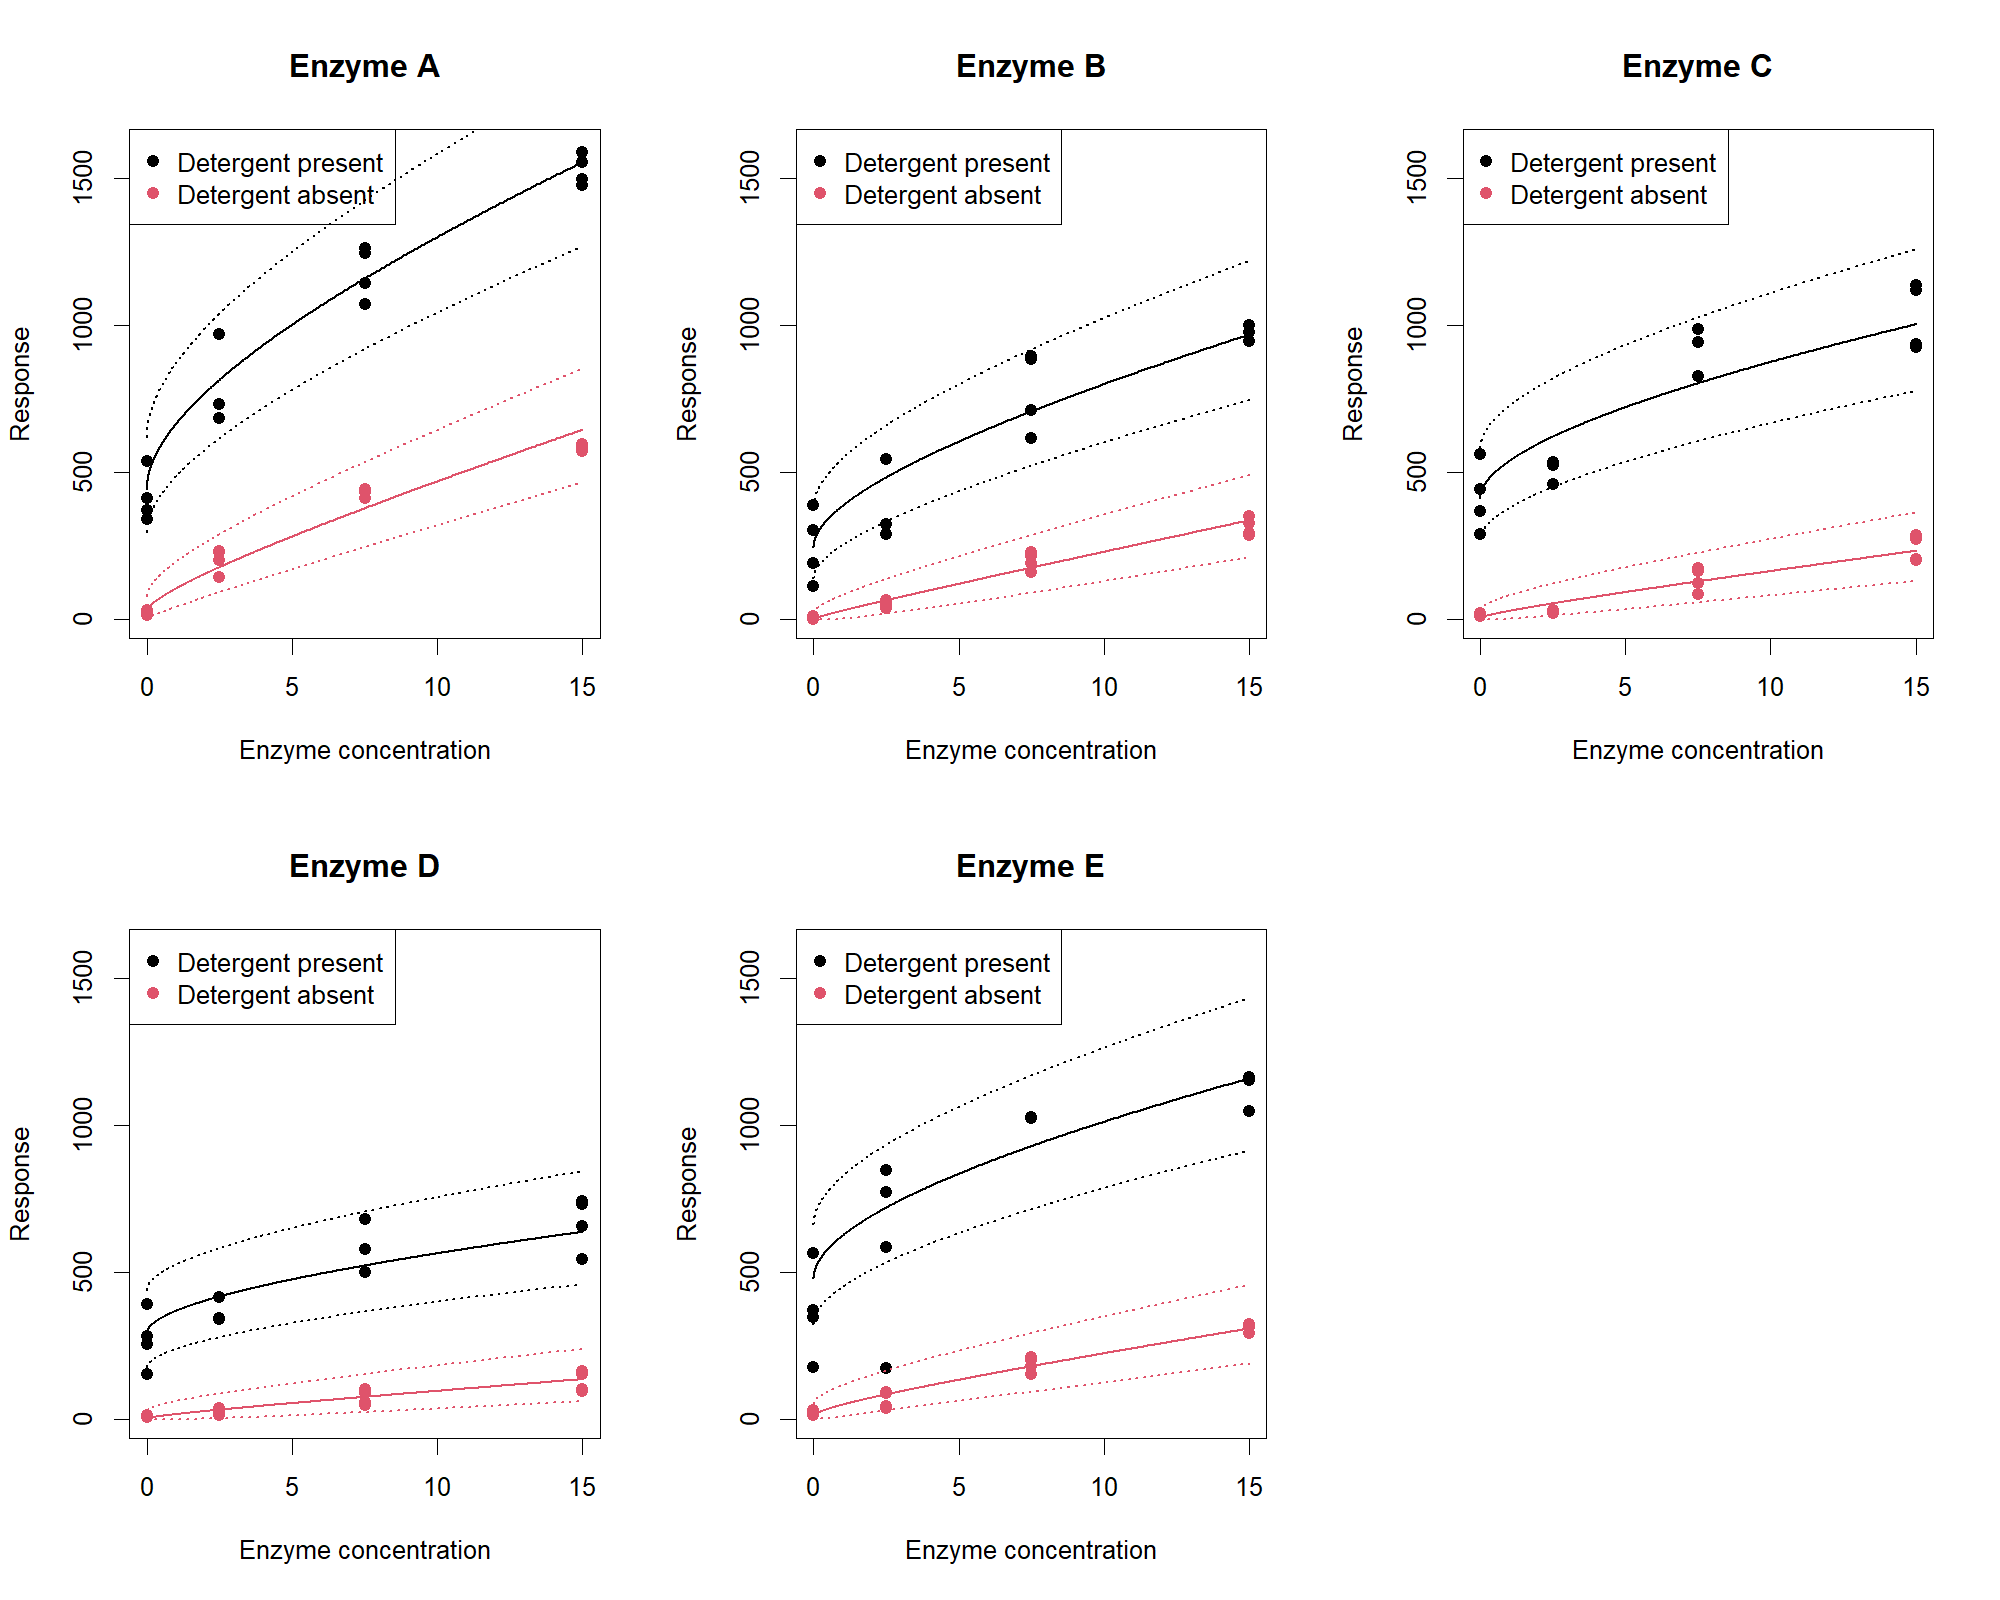 Enzyme A
Detergent present
Detergent absent
Response
0
500
1000
1500
0 5 10 15
Enzyme concentration
Enzyme B
Detergent present
Detergent absent
Response
0
500
1000
1500
0 5 10 15
Enzyme concentration
Enzyme C
Detergent present
Detergent absent
Response
0
500
1000
1500
0 5 10 15
Enzyme concentration
Enzyme D
Detergent present
Detergent absent
Response
0
500
1000
1500
0 5 10 15
Enzyme concentration
Enzyme E
Detergent present
Detergent absent
Response
0
500
1000
1500
0 5 10 15
Enzyme concentration